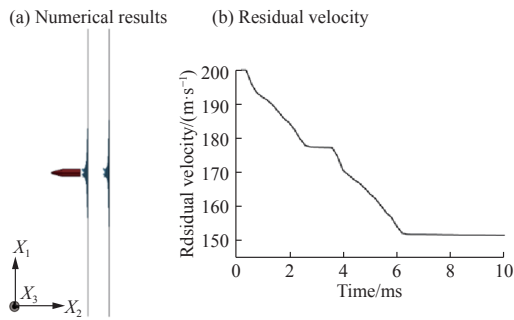 (a) Numerical results
(b) Residual velocity
X1
X3
X2
Rdsidual velocity/(m·s−1)
200
190
180
170
160
150
0 2 4 6 8 10
Time/ms